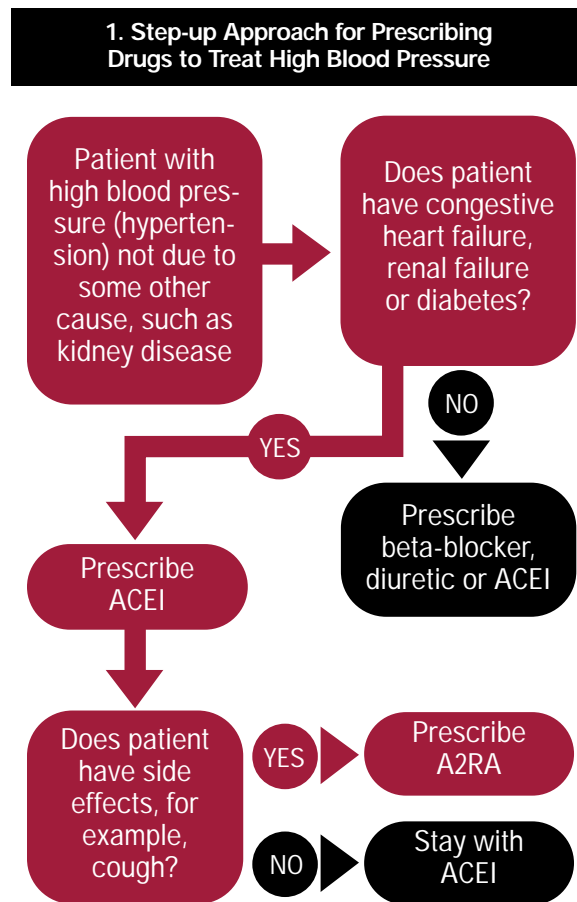 1. Step-up Approach for Prescribing
Drugs to Treat High Blood Pressure
Patient with
high blood pres-
sure (hyperten-
sion) not due to
some other
cause, such as
kidney disease
Does patient
have congestive
heart failure,
renal failure
or diabetes?
NO
YES
Prescribe
beta-blocker,
diuretic or ACEI
Prescribe
ACEI
Does patient
have side
effects, for
example,
cough?
YES
Prescribe
A2RA
NO
Stay with
ACEI